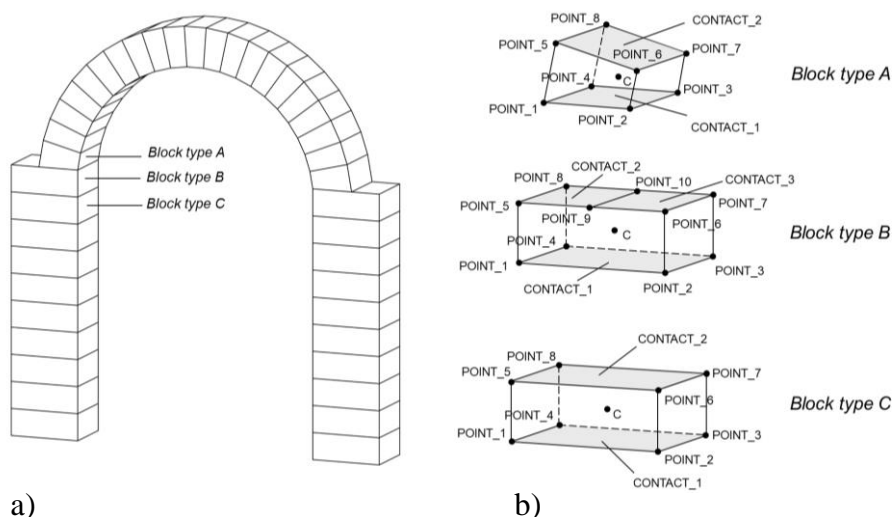 Block type A
Block type B
Block type C
a)
POINT_8
CONTACT_2
POINT_5
POINT_6
POINT_7
POINT_4
C
POINT_3
POINT_1
POINT_2
CONTACT_1
Block type A
CONTACT_2
POINT_8
POINT_10
CONTACT_3
POINT_5
POINT_7
POINT_9
POINT_6
C
POINT_4
POINT_1
POINT_3
CONTACT_1
POINT_2
Block type B
CONTACT_2
POINT_8
POINT_7
POINT_5
POINT_6
C
POINT_4
POINT_3
POINT_1
POINT_2
CONTACT_1
Block type C
b)